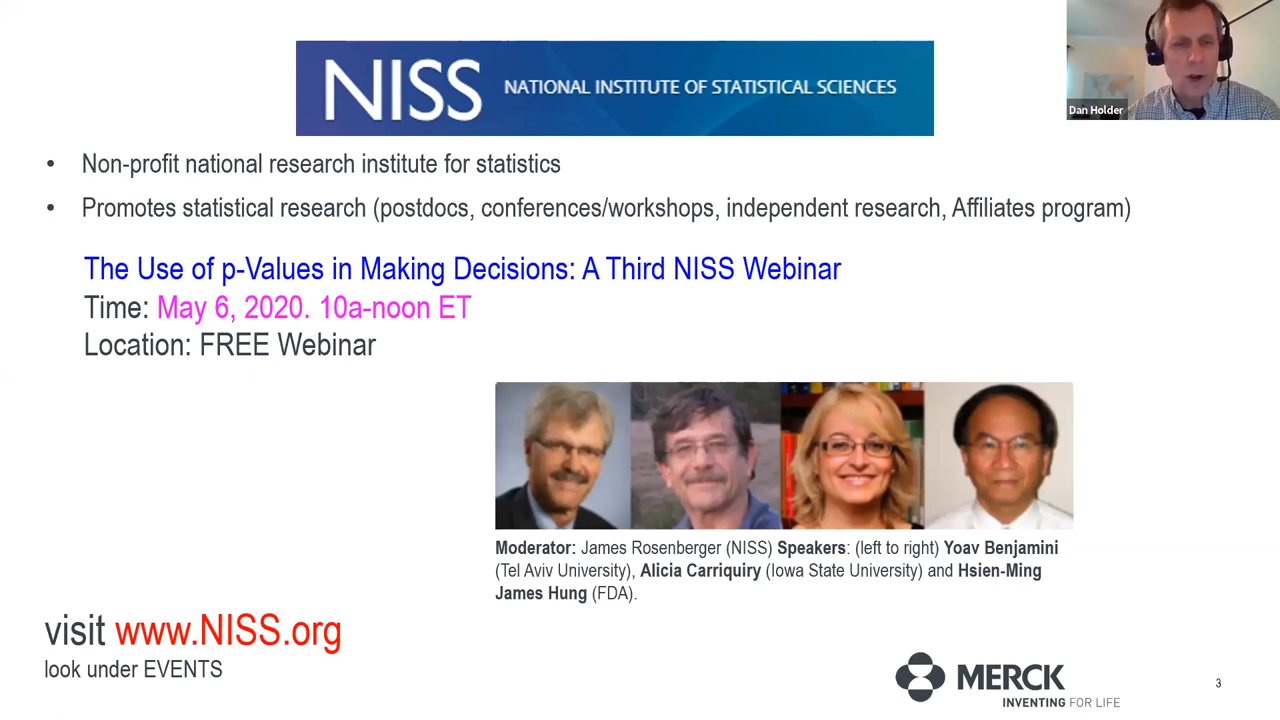 NISS NATIONAL INSTITUTE OF STATISTICAL SCIENCES
Dan Holder
• Non-profit national research institute for statistics
• Promotes statistical research (postdocs, conferences/workshops, independent research, Affiliates program)
The Use of p-Values in Making Decisions: A Third NISS Webinar
Time: May 6, 2020. 10a-noon ET
Location: FREE Webinar
Moderator: James Rosenberger (NISS) Speakers: (left to right) Yoav Benjamini
(Tel Aviv University), Alicia Carriquiry (Iowa State University) and Hsien-Ming
James Hung (FDA).
visit www.NISS.org
look under EVENTS
MERCK
INVENTING FOR LIFE
3